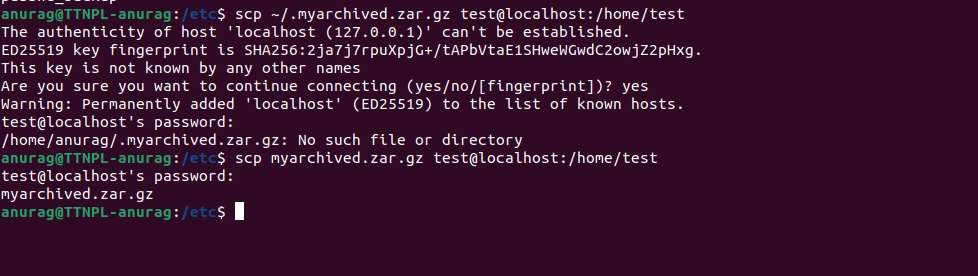 anurag@TTNPL-anurag:/etc$ scp ~/.myarchived.zar.gz test@localhost:/home/test
The authenticity of host 'localhost (127.0.0.1)' can't be established.
ED25519 key fingerprint is SHA256:2ja7j7rpuXpjG+/tAPbVtaE1SHweWGwdC2owjZ2pHxg.
This key is not known by any other names
Are you sure you want to continue connecting (yes/no/[fingerprint])? yes
Warning: Permanently added 'localhost' (ED25519) to the list of known hosts.
test@localhost's password:
/home/anurag/.myarchived.zar.gz: No such file or directory
anurag@TTNPL-anurag:/etc$ scp myarchived.zar.gz test@localhost:/home/test
test@localhost's password:
myarchived.zar.gz
anurag@TTNPL-anurag:/etc$